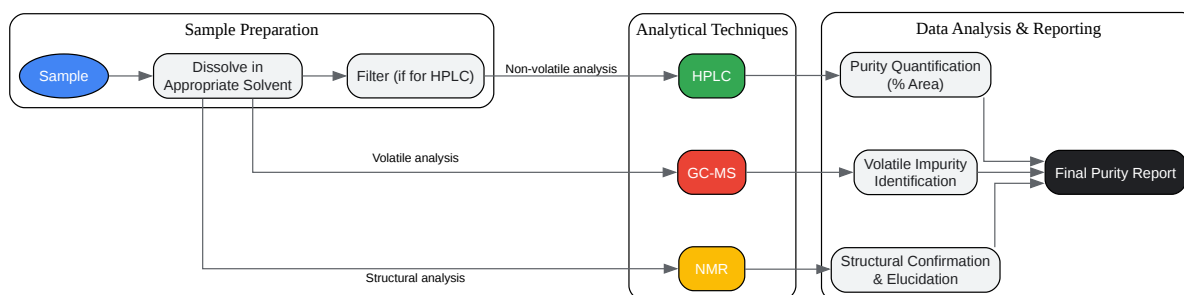 Sample Preparation
Analytical Techniques
Data Analysis & Reporting
Sample
Dissolve in
Appropriate Solvent
Filter (if for HPLC)
Non-volatile analysis
HPLC
Purity Quantification
(% Area)
Volatile analysis
GC-MS
Volatile Impurity
Identification
Final Purity Report
Structural analysis
NMR
Structural Confirmation
& Elucidation